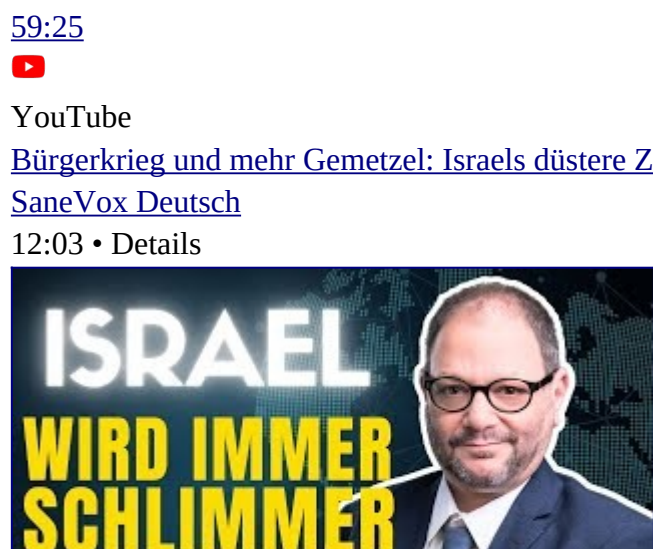 59:25
YouTube
Bürgerkrieg und mehr Gemetzel: Israels düstere Z
SaneVox Deutsch
12:03 • Details
ISRAEL
WIRD IMMER
SCHLIMMER